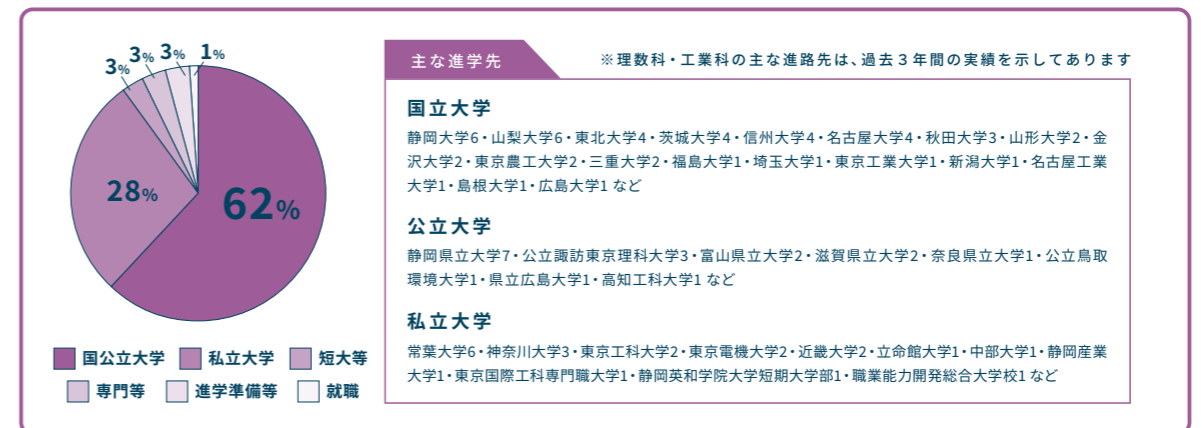 3% 3% 3% 1%
28%
62%
国公立大学 私立大学 短大等
専門等 進学準備等 就職
主な進学先
※理数科・工業科の主な進路先は、過去3年間の実績を示してあります
国立大学
静岡大学6・山梨大学6・東北大学4・茨城大学4・信州大学4・名古屋大学4・秋田大学3・山形大学2・金
沢大学2・東京農工大学2・三重大学2・福島大学1・埼玉大学1・東京工業大学1・新潟大学1・名古屋工業
大学1・島根大学1・広島大学1 など
公立大学
静岡県立大学7・公立諏訪東京理科大学3・富山県立大学2・滋賀県立大学2・奈良県立大学1・公立鳥取
環境大学1・県立広島大学1・高知工科大学1 など
私立大学
常葉大学6・神奈川大学3・東京工科大学2・東京電機大学2・近畿大学2・立命館大学1・中部大学1・静岡産業
大学1・東京国際工科専門職大学1・静岡英和学院大学短期大学部1・職業能力開発総合大学校1 など